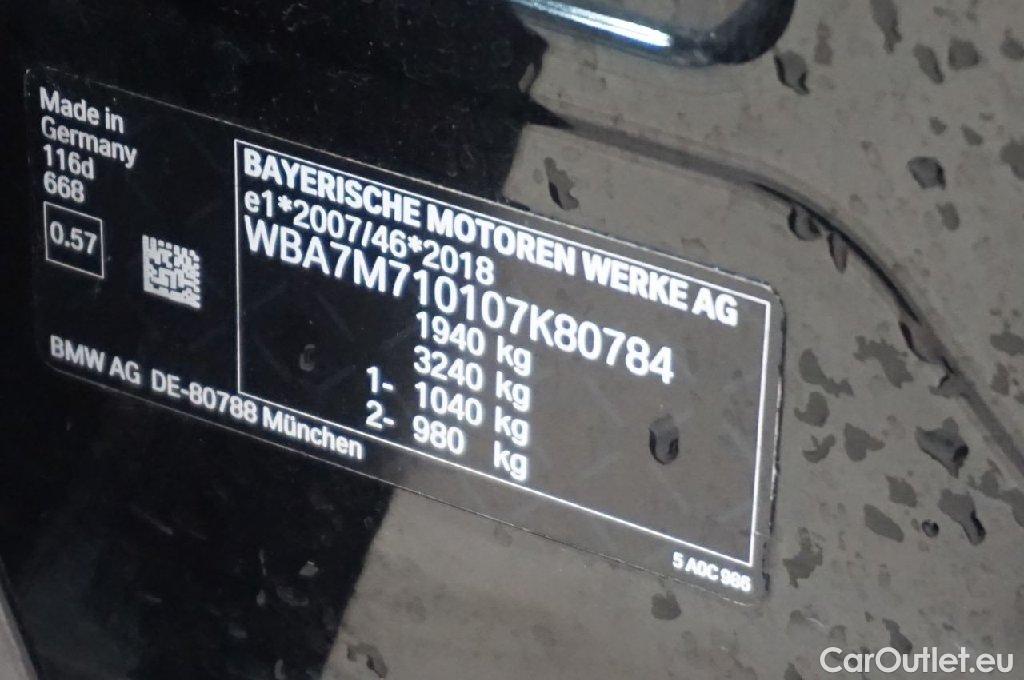 Made in
Germany
116d
668
0.57
BMW AG DE-80788 München
BAYERISCHE MOTOREN WERKE AG
e1*2007/46*2018
WBA7M710107K80784
1940 kg
3240 kg
1- 1040 kg
2- 980 kg
5 A0C 986
CarOutlet.eu